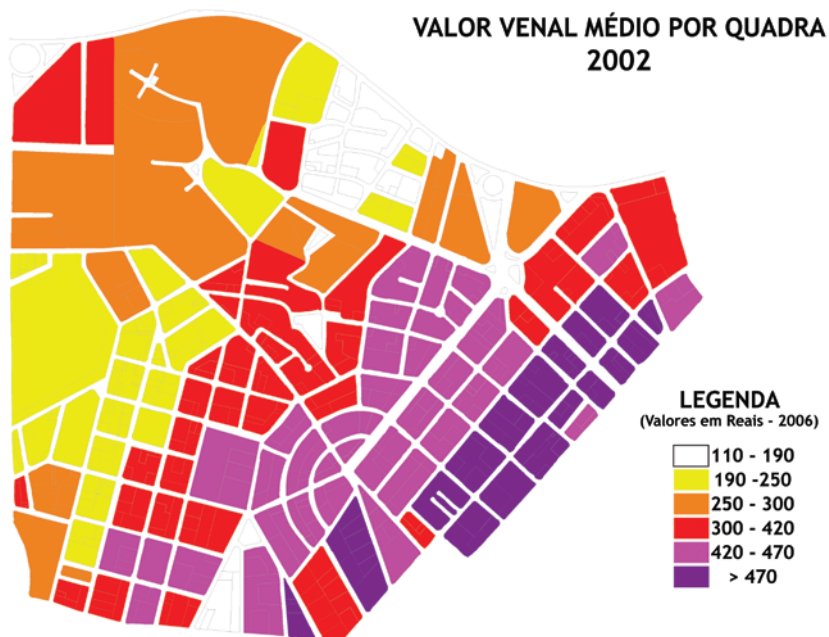 VALOR VENAL MÉDIO POR QUADRA
2002
LEGENDA
(Valores em Reais - 2006)
110 - 190
190 -250
250 - 300
300 - 420
420 - 470
> 470